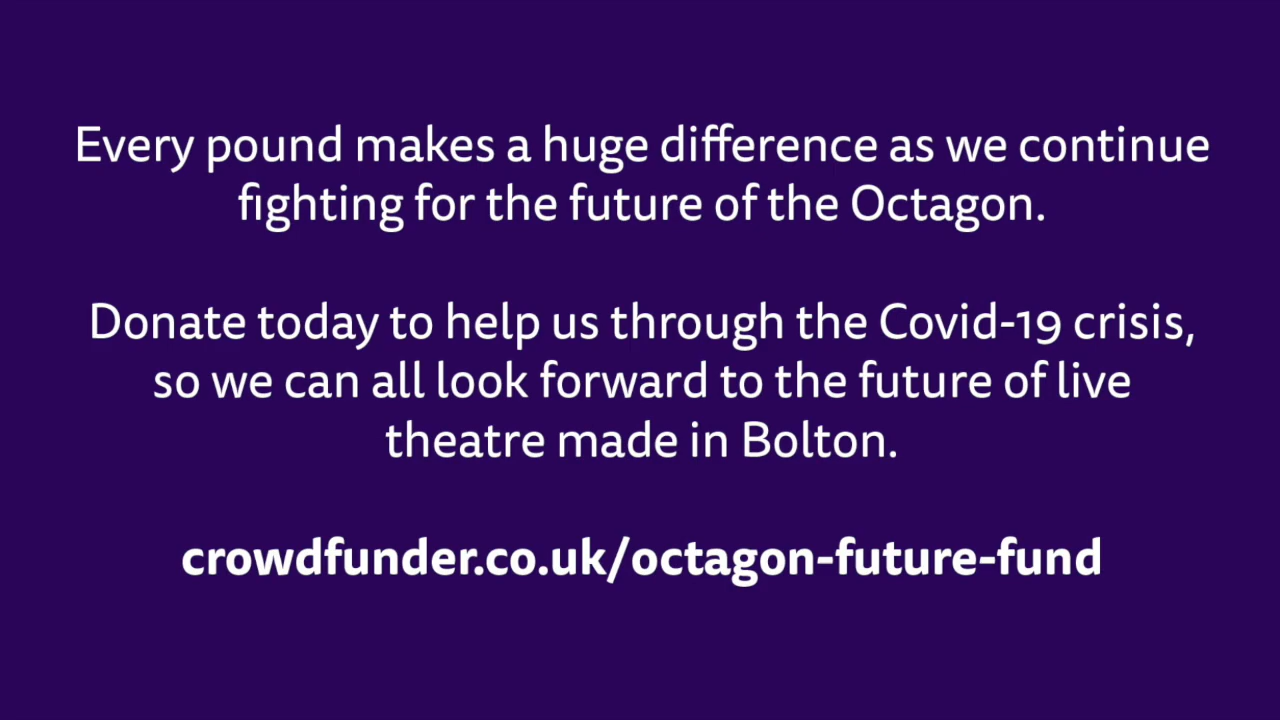 Every pound makes a huge difference as we continue
fighting for the future of the Octagon.
Donate today to help us through the Covid-19 crisis,
so we can all look forward to the future of live
theatre made in Bolton.
crowdfunder.co.uk/octagon-future-fund